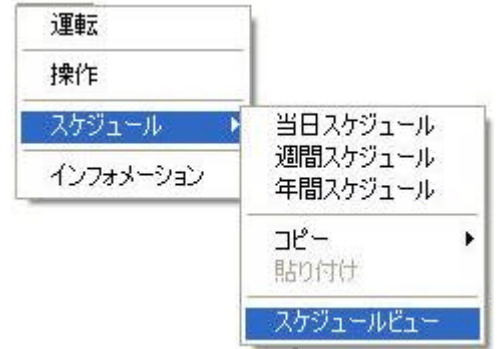 運転
操作
スケジュール
インフォメーション
当日スケジュール
週間スケジュール
年間スケジュール
コピー
貼り付け
スケジュールビュー